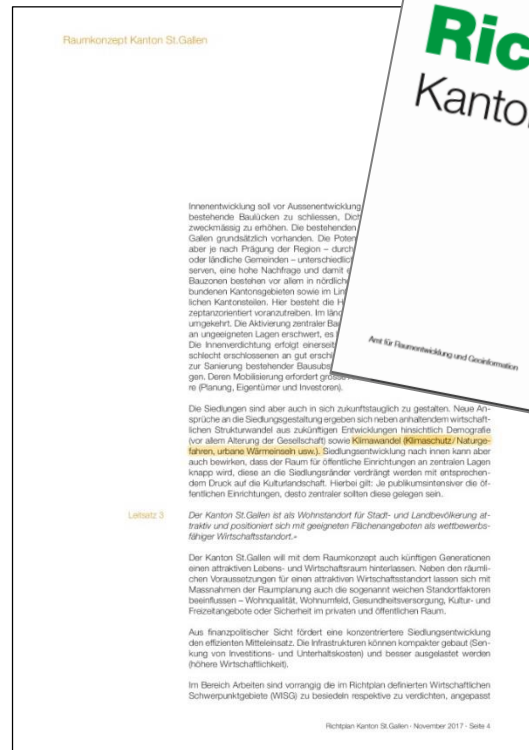 Raumkonzept Kanton St.Gallen
Ric
Kanto
Amt für Raumentwicklung und Geoinformation
Innenentwicklung soll vor Aussenentwicklung
bestehende Baulücken zu schliessen, Dich
zweckmässig zu erhöhen. Die bestehenden
Gallen grundsätzlich vorhanden. Die Poten
aber je nach Prägung der Region – durch
oder ländliche Gemeinden – unterschiedlic
serven, eine hohe Nachfrage und damit e
Bauzonen bestehen vor allem in nördliche
bundenen Kantonsgebieten sowie im Lin
lichen Kantonsteilen. Hier besteht die H
zeptanzorientiert voranzutreiben. Im länd
umgekehrt. Die Aktivierung zentraler Ba
an ungeeigneten Lagen erschwert, es
Die Innenverdichtung erfolgt einerseit
schlecht erschlossenen an gut erschl
zur Sanierung bestehender Bausubs
gen. Deren Mobilisierung erfordert grosse
re (Planung, Eigentümer und Investoren).
Die Siedlungen sind aber auch in sich zukunftstauglich zu gestalten. Neue An-
sprüche an die Siedlungsgestaltung ergeben sich neben anhaltendem wirtschaft-
lichen Strukturwandel aus zukünftigen Entwicklungen hinsichtlich Demografie
(vor allem Alterung der Gesellschaft) sowie Klimawandel (Klimaschutz/Naturge-
fahren, urbane Wärmeinseln usw.). Siedlungsentwicklung nach innen kann aber
auch bewirken, dass der Raum für öffentliche Einrichtungen an zentralen Lagen
knapp wird, diese an die Siedlungsränder verdrängt werden mit entsprechen-
dem Druck auf die Kulturlandschaft. Hierbei gilt: Je publikumsintensiver die öf-
fentlichen Einrichtungen, desto zentraler sollten diese gelegen sein.
Leitsatz 3
Der Kanton St.Gallen ist als Wohnstandort für Stadt- und Landbevölkerung at-
traktiv und positioniert sich mit geeigneten Flächenangeboten als wettbewerbs-
fähiger Wirtschaftsstandort.»
Der Kanton St.Gallen will mit dem Raumkonzept auch künftigen Generationen
einen attraktiven Lebens- und Wirtschaftsraum hinterlassen. Neben den räumli-
chen Voraussetzungen für einen attraktiven Wirtschaftsstandort lassen sich mit
Massnahmen der Raumplanung auch die sogenannt weichen Standortfaktoren
beeinflussen – Wohnqualität, Wohnumfeld, Gesundheitsversorgung, Kultur- und
Freizeitangebote oder Sicherheit im privaten und öffentlichen Raum.
Aus finanzpolitischer Sicht fördert eine konzentriertere Siedlungsentwicklung
den effizienten Mitteleinsatz. Die Infrastrukturen können kompakter gebaut (Sen-
kung von Investitions- und Unterhaltskosten) und besser ausgelastet werden
(höhere Wirtschaftlichkeit).
Im Bereich Arbeiten sind vorrangig die im Richtplan definierten Wirtschaftlichen
Schwerpunktgebiete (WISG) zu besiedeln respektive zu verdichten, angepasst
Richtplan Kanton St.Gallen - November 2017 - Seite 4